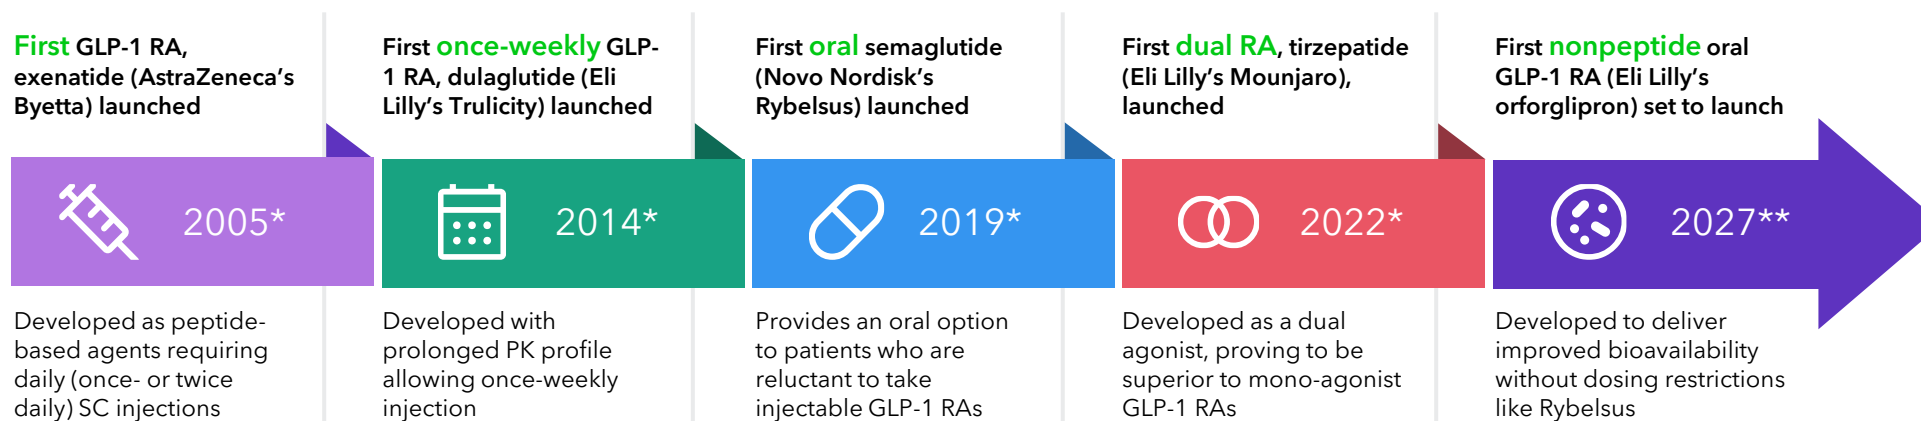 First GLP-1 RA,
exenatide (AstraZeneca's
Byetta) launched
2005*
Developed as peptide-
based agents requiring
daily (once- or twice
daily) SC injections
First once-weekly GLP-
1 RA, dulaglutide (Eli
Lilly's Trulicity) launched
2014*
Developed with
prolonged PK profile
allowing once-weekly
injection
First oral semaglutide
(Novo Nordisk's
Rybelsus) launched
2019*
Provides an oral option
to patients who are
reluctant to take
injectable GLP-1 RAs
First dual RA, tirzepatide
(Eli Lilly's Mounjaro),
launched
2022*
Developed as a dual
agonist, proving to be
superior to mono-agonist
GLP-1 RAs
First nonpeptide oral
GLP-1 RA (Eli Lilly's
orforglipron) set to launch
2027**
Developed to deliver
improved bioavailability
without dosing restrictions
like Rybelsus